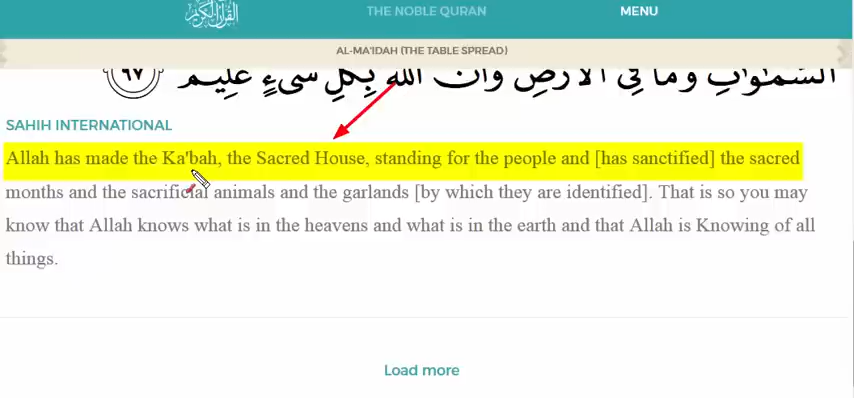 القرآن الكريم
THE NOBLE QURAN
MENU
AL-MA'IDAH (THE TABLE SPREAD)
السَّمَٰوَٰتِ وَمَا فِى ٱلْأَرْضِ وَأَنَّ ٱللَّهَ بِكُلِّ شَىْءٍ عَلِيمٌ ٩٧
SAHIH INTERNATIONAL
Allah has made the Ka'bah, the Sacred House, standing for the people and [has sanctified] the sacred
months and the sacrificial animals and the garlands [by which they are identified]. That is so you may
know that Allah knows what is in the heavens and what is in the earth and that Allah is Knowing of all
things.
Load more